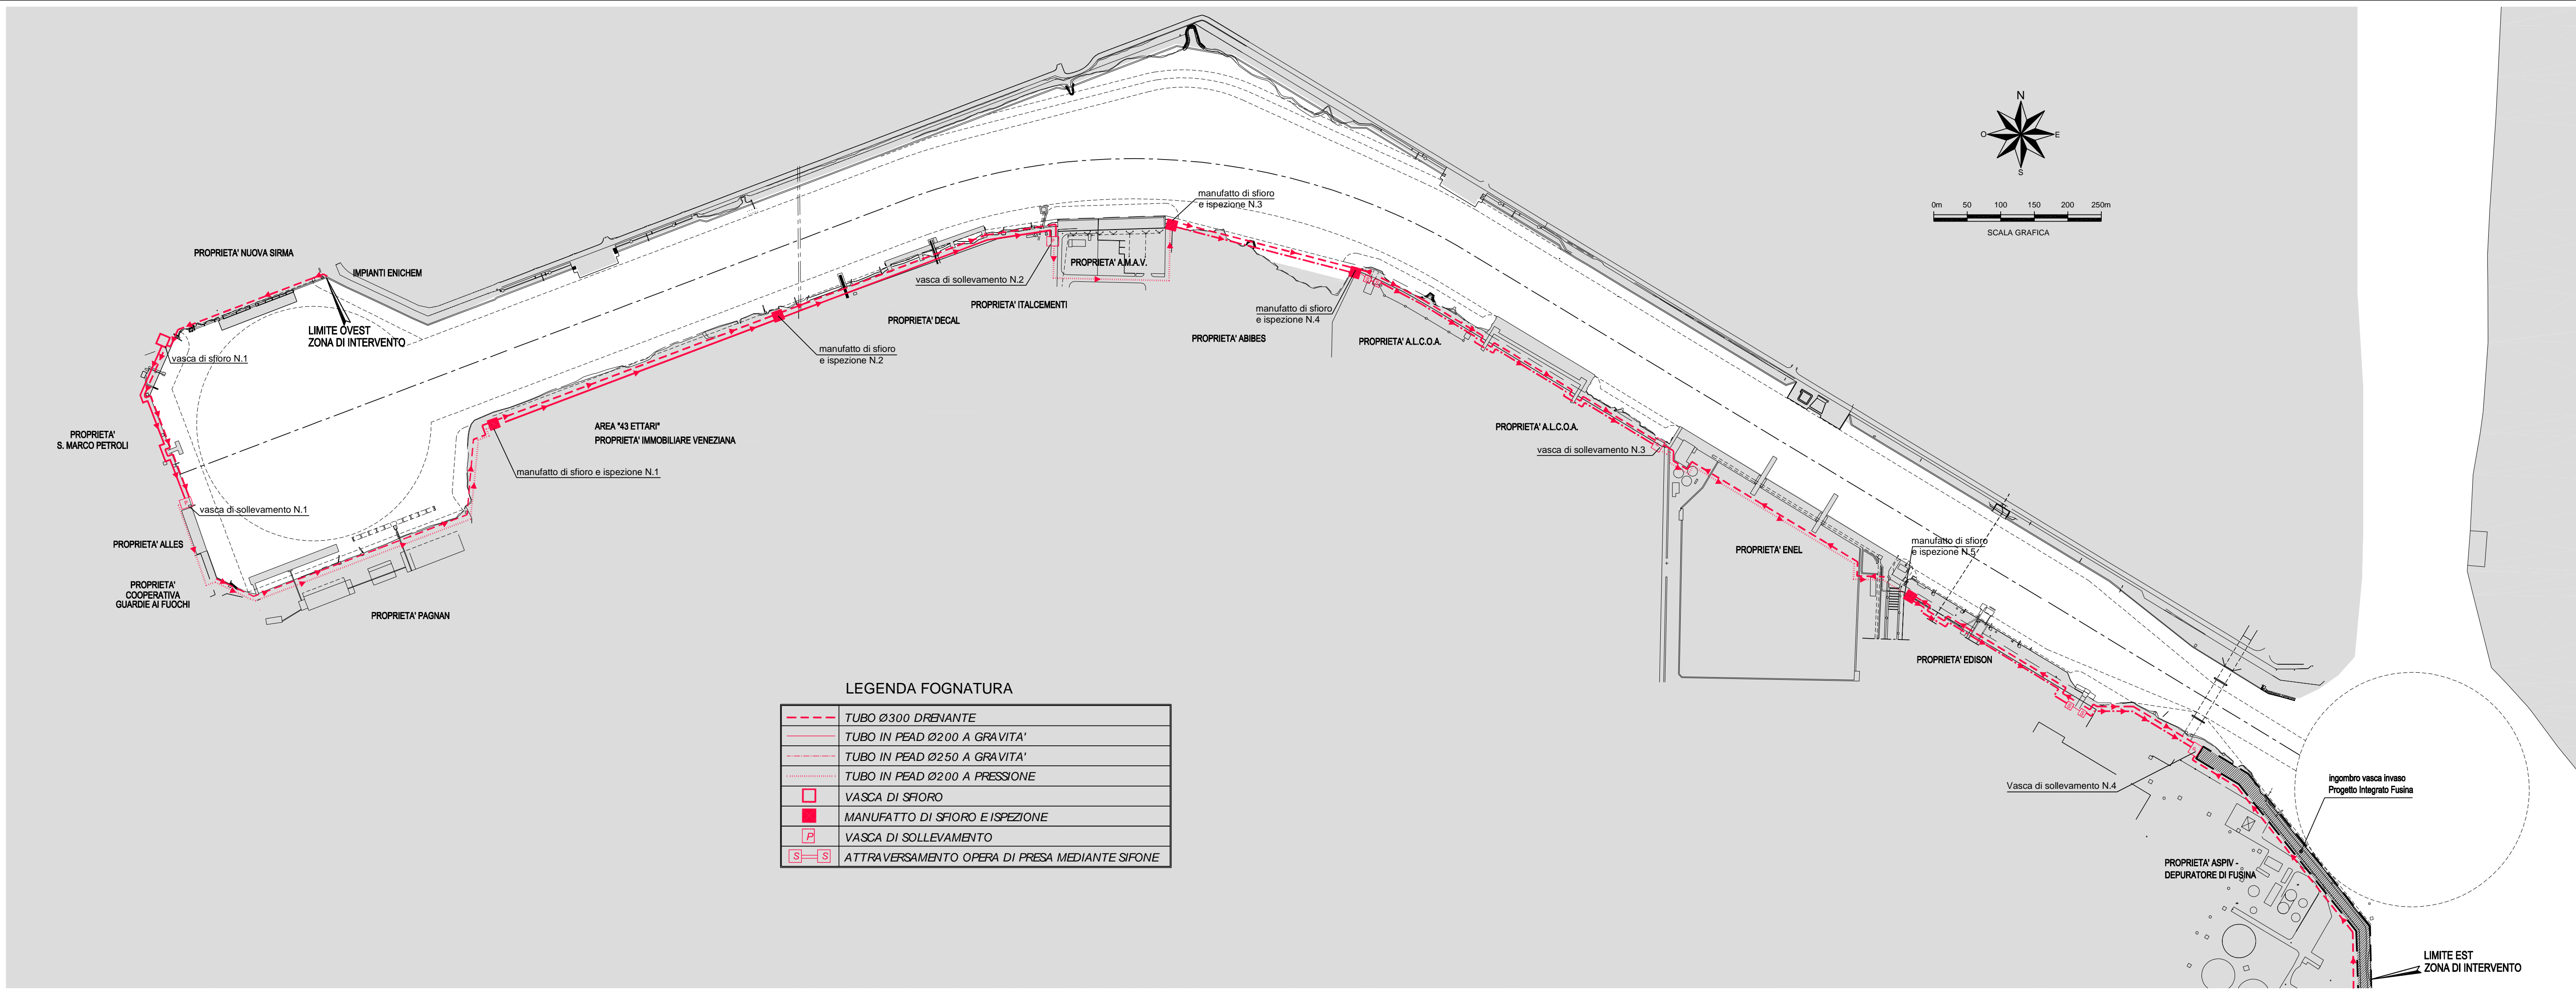 N
O
E
S
0m 50 100 150 200 250m
SCALA GRAFICA
manufatto di sfioro
e ispezione N.3
PROPRIETA' NUOVA SIRMA
IMPIANTI ENICHEM
PROPRIETA' A.M.A.V.
vasca di sollevamento N.2
PROPRIETA' ITALCEMENTI
manufatto di sfioro
e ispezione N.4
PROPRIETA' DECAL
LIMITE OVEST
ZONA DI INTERVENTO
PROPRIETA' ABIBES
PROPRIETA' A.L.C.O.A.
vasca di sfioro N.1
manufatto di sfioro
e ispezione N.2
PROPRIETA'
S. MARCO PETROLI
AREA "43 ETTARI"
PROPRIETA' IMMOBILIARE VENEZIANA
PROPRIETA' A.L.C.O.A.
vasca di sollevamento N.3
manufatto di sfioro e ispezione N.1
P
vasca di sollevamento N.1
PROPRIETA' ALLES
manufatto di sfioro
e ispezione N.5
PROPRIETA' ENEL
PROPRIETA'
COOPERATIVA
GUARDIE AI FUOCHI
PROPRIETA' PAGNAN
PROPRIETA' EDISON
LEGENDA FOGNATURA
TUBO Ø300 DRENANTE
TUBO IN PEAD Ø200 A GRAVITA'
TUBO IN PEAD Ø250 A GRAVITA'
TUBO IN PEAD Ø200 A PRESSIONE
VASCA DI SFIORO
MANUFATTO DI SFIORO E ISPEZIONE
P VASCA DI SOLLEVAMENTO
S S ATTRAVERSAMENTO OPERA DI PRESA MEDIANTE SIFONE
Vasca di sollevamento N.4
ingombro vasca invaso
Progetto Integrato Fusina
PROPRIETA' ASPIV -
DEPURATORE DI FUSINA
LIMITE EST
ZONA DI INTERVENTO